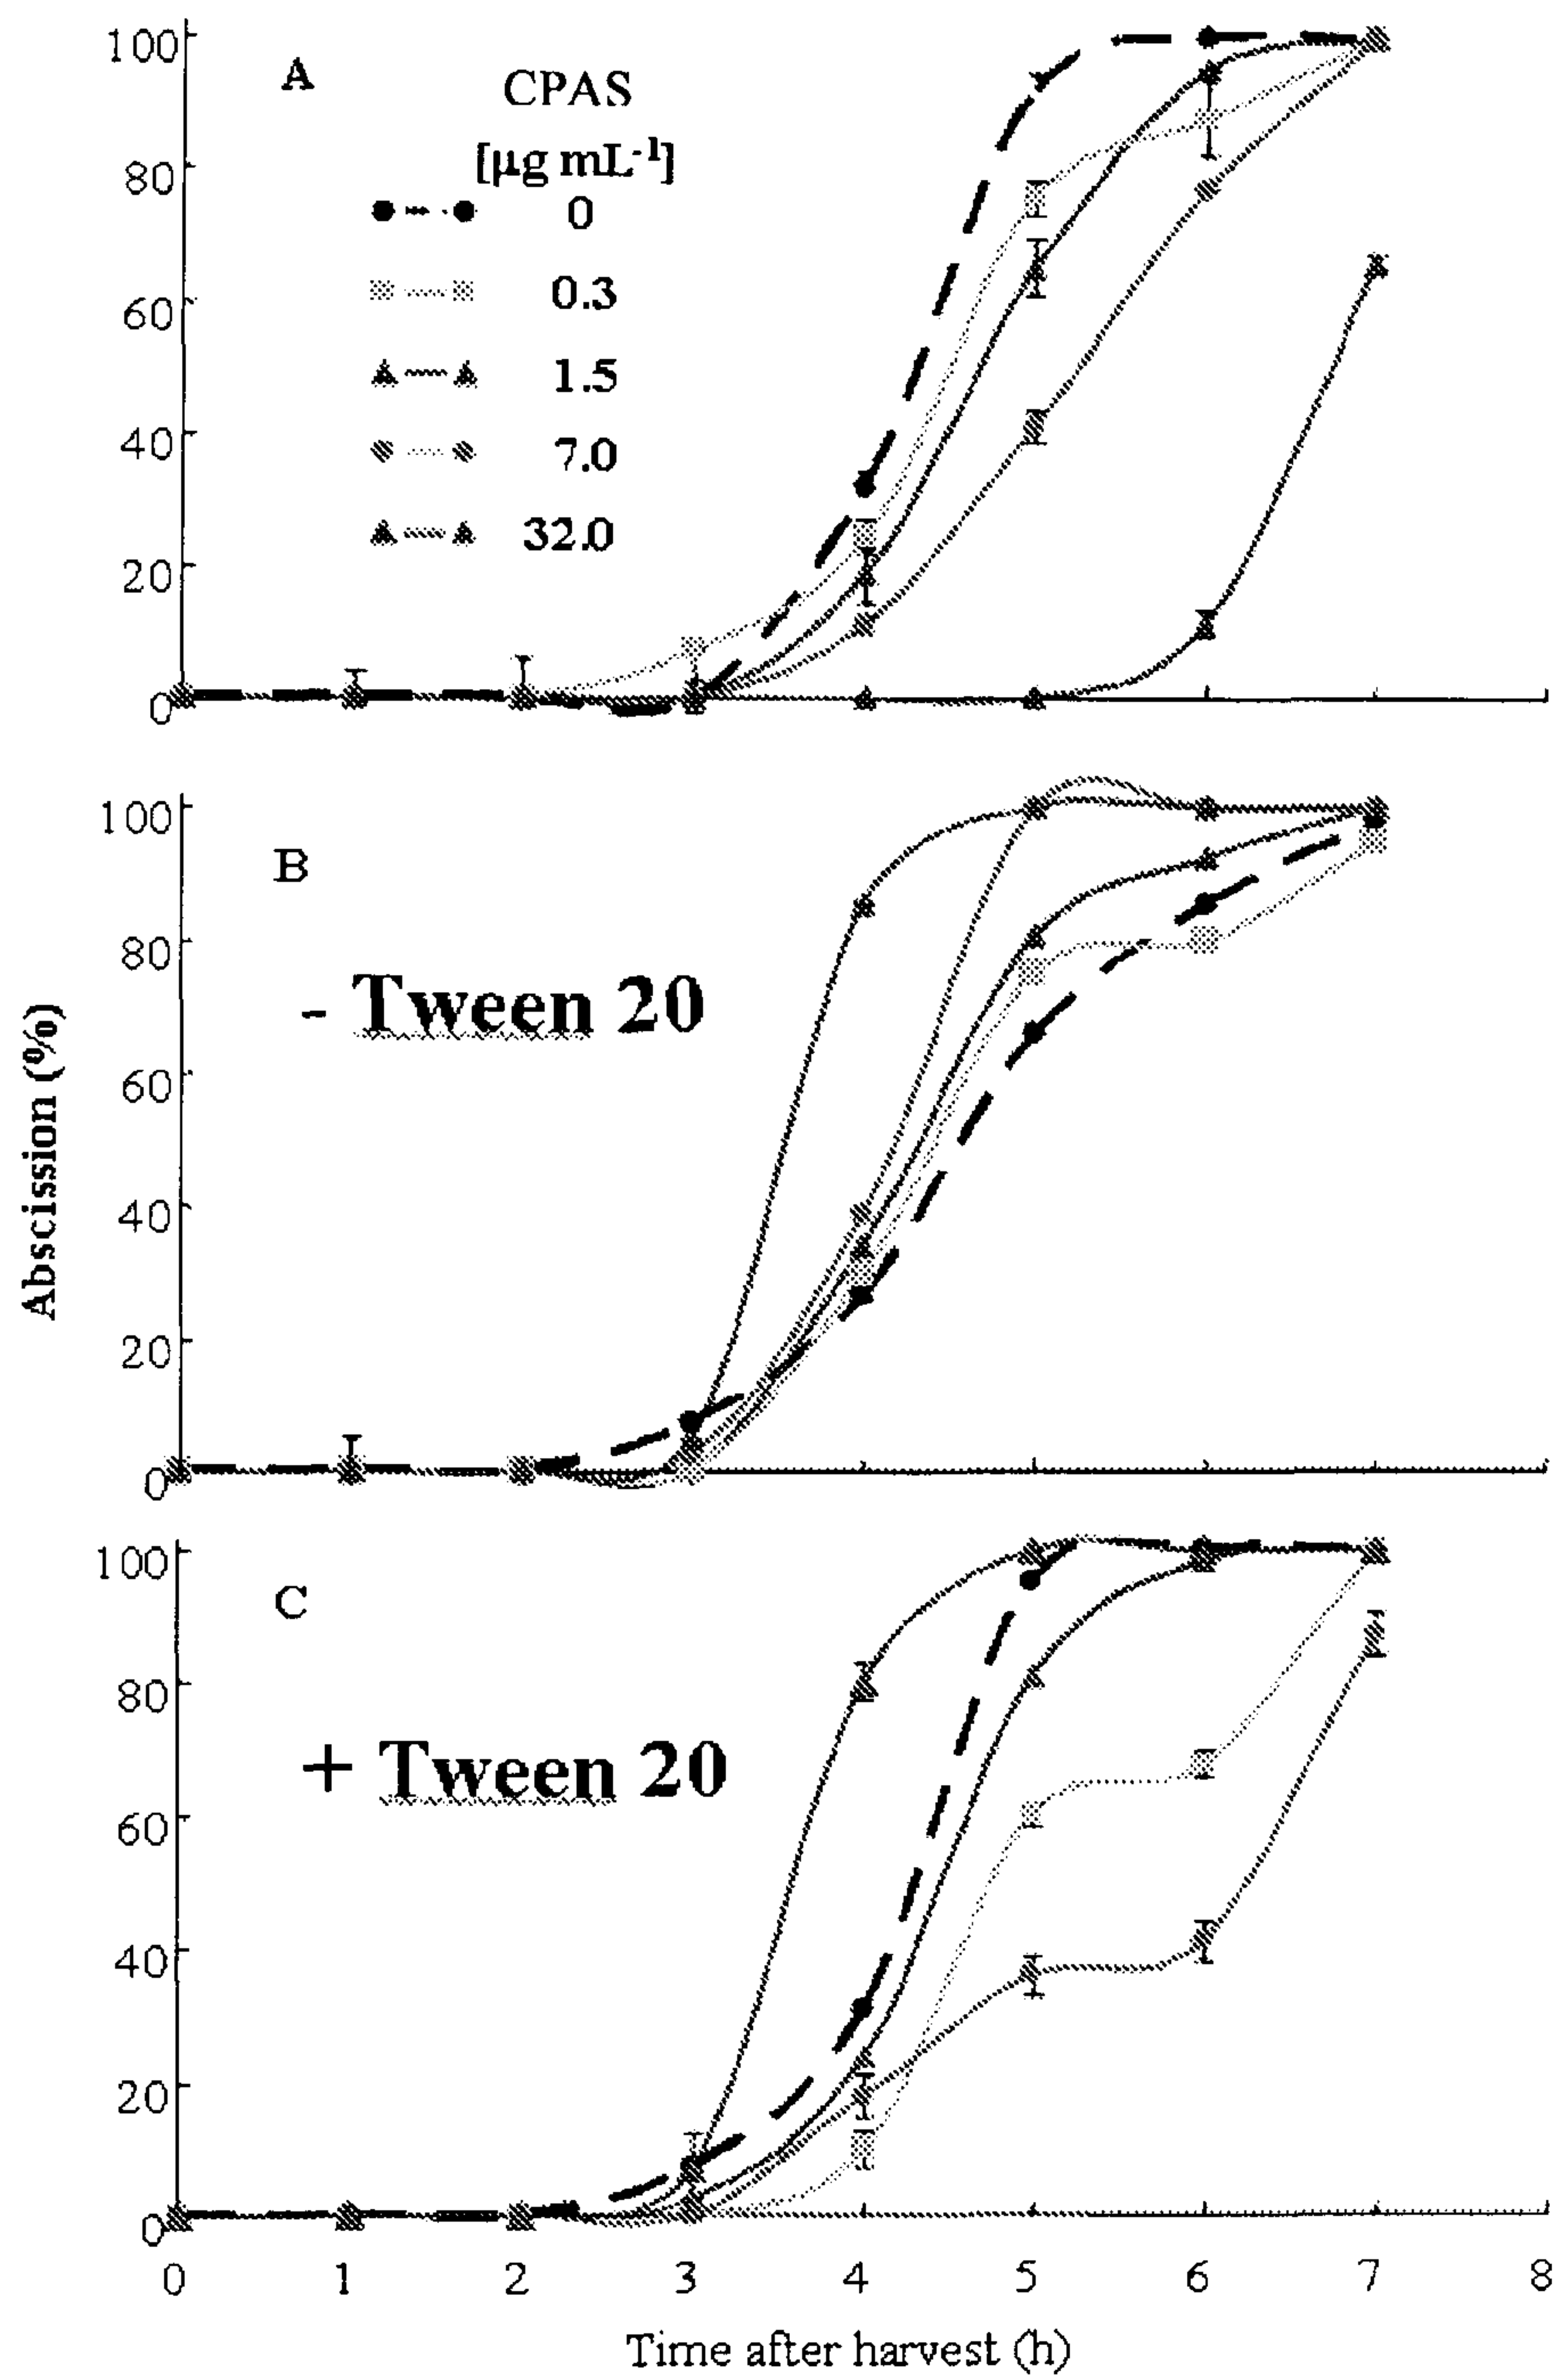 A
CPAS
[µg mL-1]
0
0.3
1.5
7.0
32.0
100
80
60
40
20
0
B
- Tween 20
100
80
60
40
20
0
Abscission (%)
C
+ Tween 20
100
80
60
40
20
0
0 1 2 3 4 5 6 7 8
Time after harvest (h)